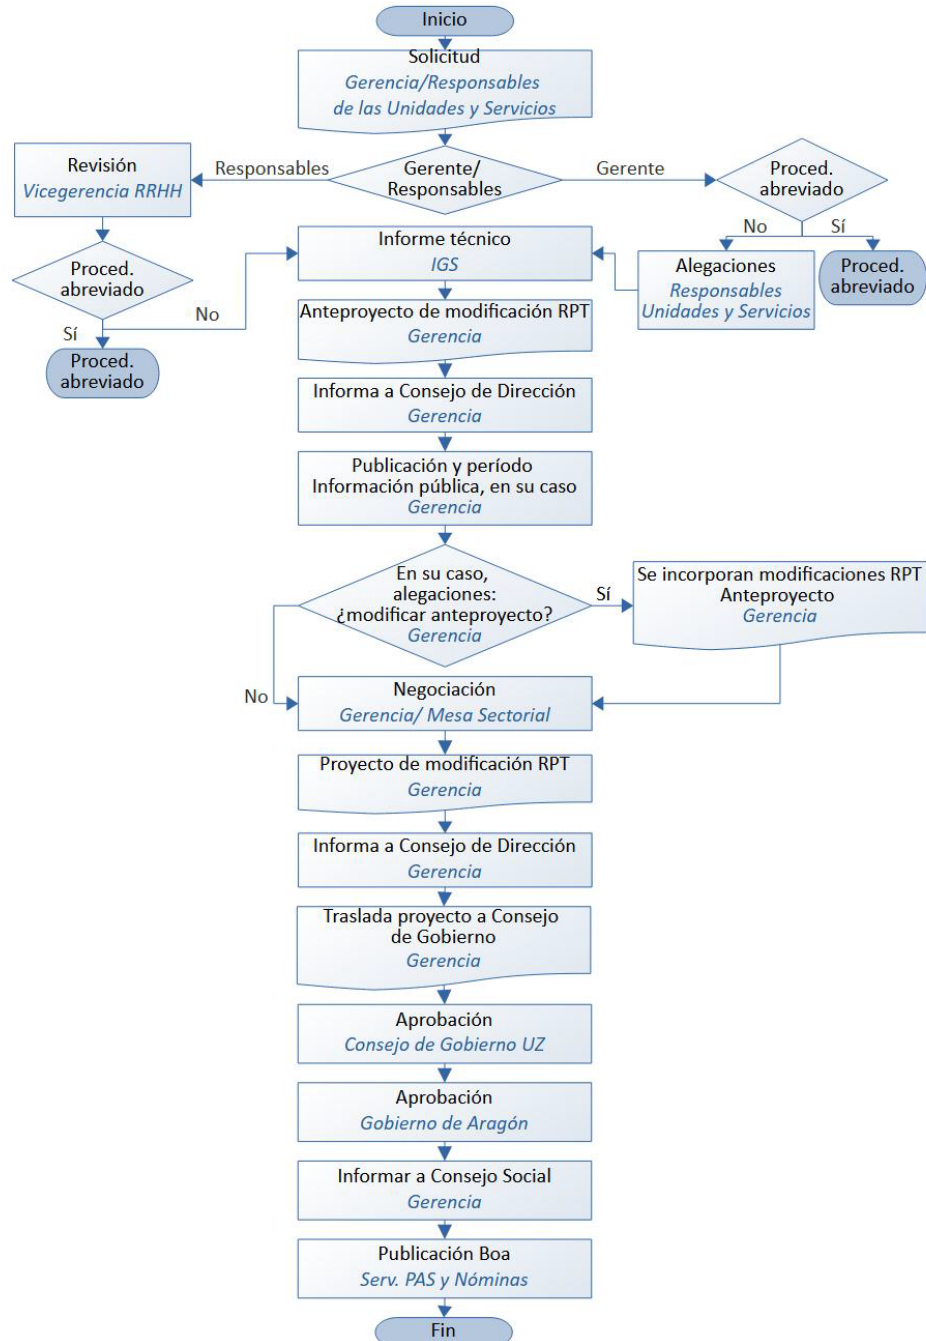 Inicio
Solicitud
Gerencia/Responsables
de las Unidades y Servicios
Revisión
Vicegerencia RRHH
Responsables
Gerente/
Responsables
Gerente
Proced.
abreviado
No
Sí
Proced.
abreviado
No
Sí
Proced.
abreviado
Informe técnico
IGS
Alegaciones
Responsables
Unidades y Servicios
Proced.
abreviado
Anteproyecto de modificación RPT
Gerencia
Informa a Consejo de Dirección
Gerencia
Publicación y período
Información pública, en su caso
Gerencia
En su caso,
alegaciones:
¿modificar anteproyecto?
Gerencia
Sí
Se incorporan modificaciones RPT
Anteproyecto
Gerencia
No
Negociación
Gerencia/ Mesa Sectorial
Proyecto de modificación RPT
Gerencia
Informa a Consejo de Dirección
Gerencia
Traslada proyecto a Consejo
de Gobierno
Gerencia
Aprobación
Consejo de Gobierno UZ
Aprobación
Gobierno de Aragón
Informar a Consejo Social
Gerencia
Publicación Boa
Serv. PAS y Nóminas
Fin